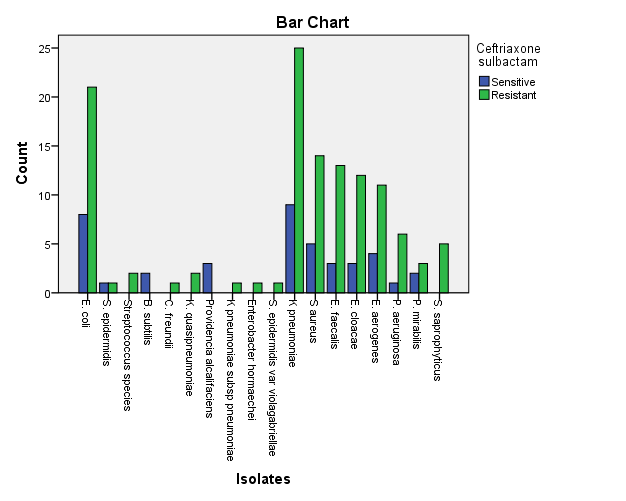 Bar Chart
Ceftriaxone
sulbactam
Sensitive
Resistant
Count
25
20
15
10
5
0
E. coli
S. epidermidis
Streptococcus species
B. subtilis
C. freundii
K. quasipneumoniae
Providencia alcalifaciens
K pneumoniae subsp pneumoniae
Enterobacter hormaechei
S. epidermidis var violagabriellae
K pneumoniae
S aureus
E. faecalis
E. cloacae
E. aerogenes
P. aeruginosa
P. mirabilis
S. saprophyticus
Isolates